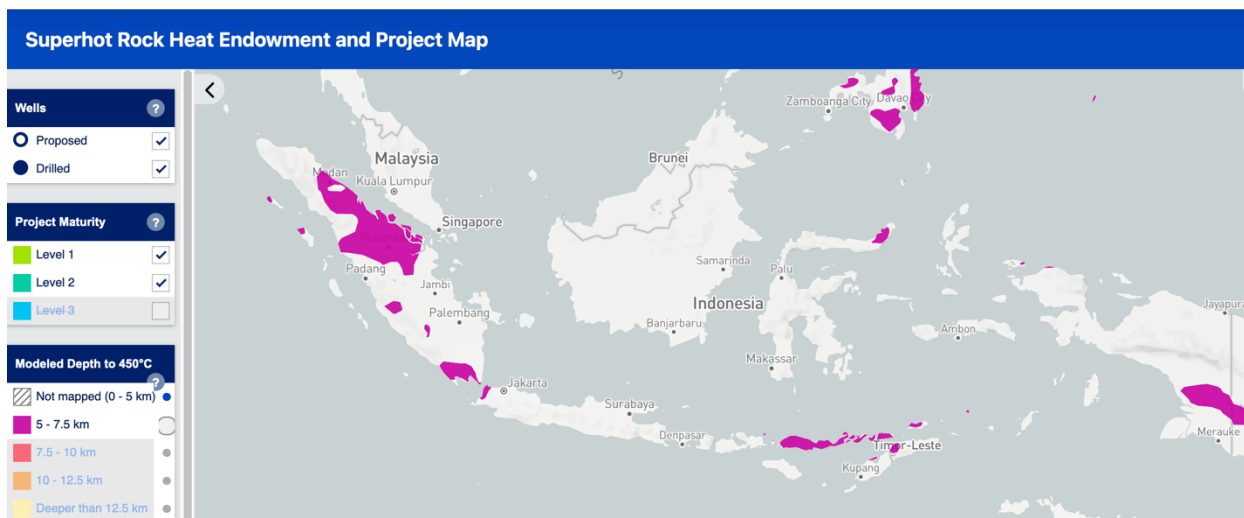 Superhot Rock Heat Endowment and Project Map
Wells
?
Proposed
Drilled
Project Maturity
?
Level 1
Level 2
Level 3
Modeled Depth to 450°C
?
Not mapped (0 - 5 km)
5 - 7.5 km
7.5 - 10 km
10 - 12.5 km
Deeper than 12.5 km
S
Zamboanga City
Davao City
Malaysia
Brunei
Medan
Kuala Lumpur
Singapore
Padang
Jambi
Samarinda
Palu
Palembang
Indonesia
Jayapura
Banjarbaru
Ambon
Makassar
Jakarta
Surabaya
Denpasar
Timor-Leste
Merauke
Kupang